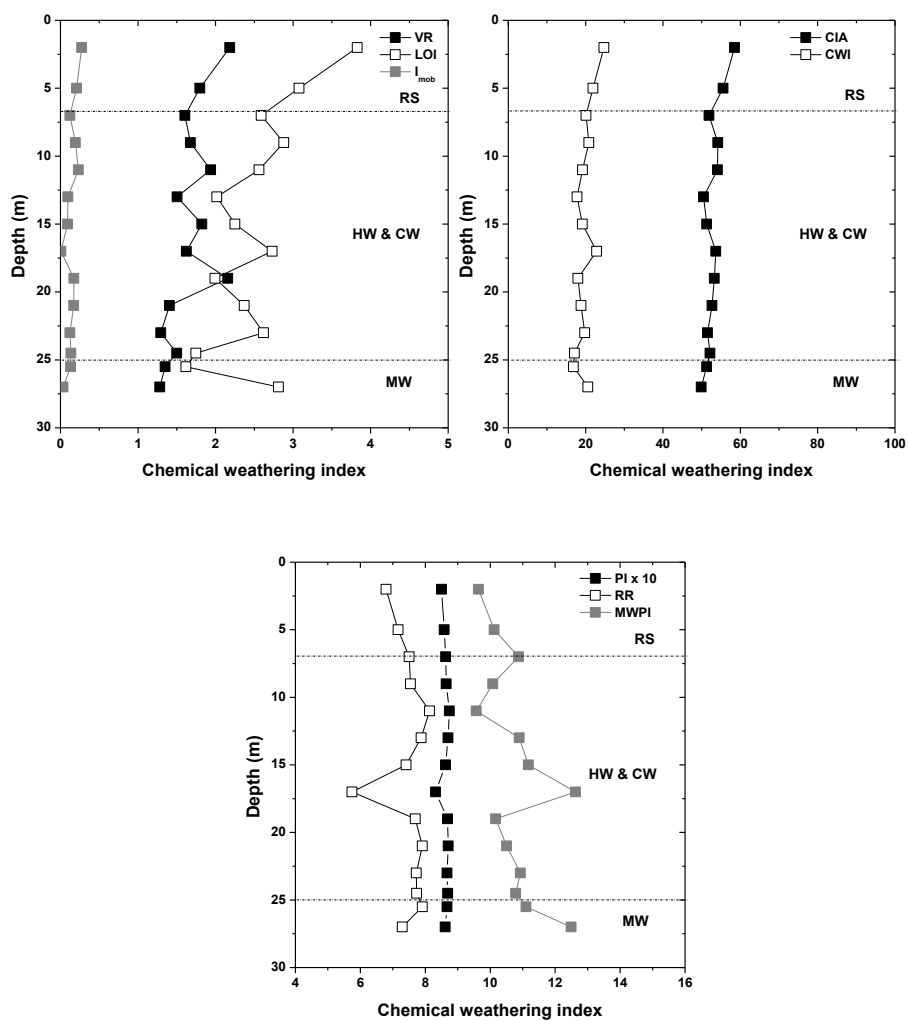 VR
LOI
I mob
RS
HW & CW
MW
Depth (m)
0
5
10
15
20
25
30
0 1 2 3 4 5
Chemical weathering index
CIA
CWI
RS
HW & CW
MW
Depth (m)
0
5
10
15
20
25
30
0 20 40 60 80 100
Chemical weathering index
PI x 10
RR
MWPI
RS
HW & CW
MW
Depth (m)
0
5
10
15
20
25
30
4 6 8 10 12 14 16
Chemical weathering index